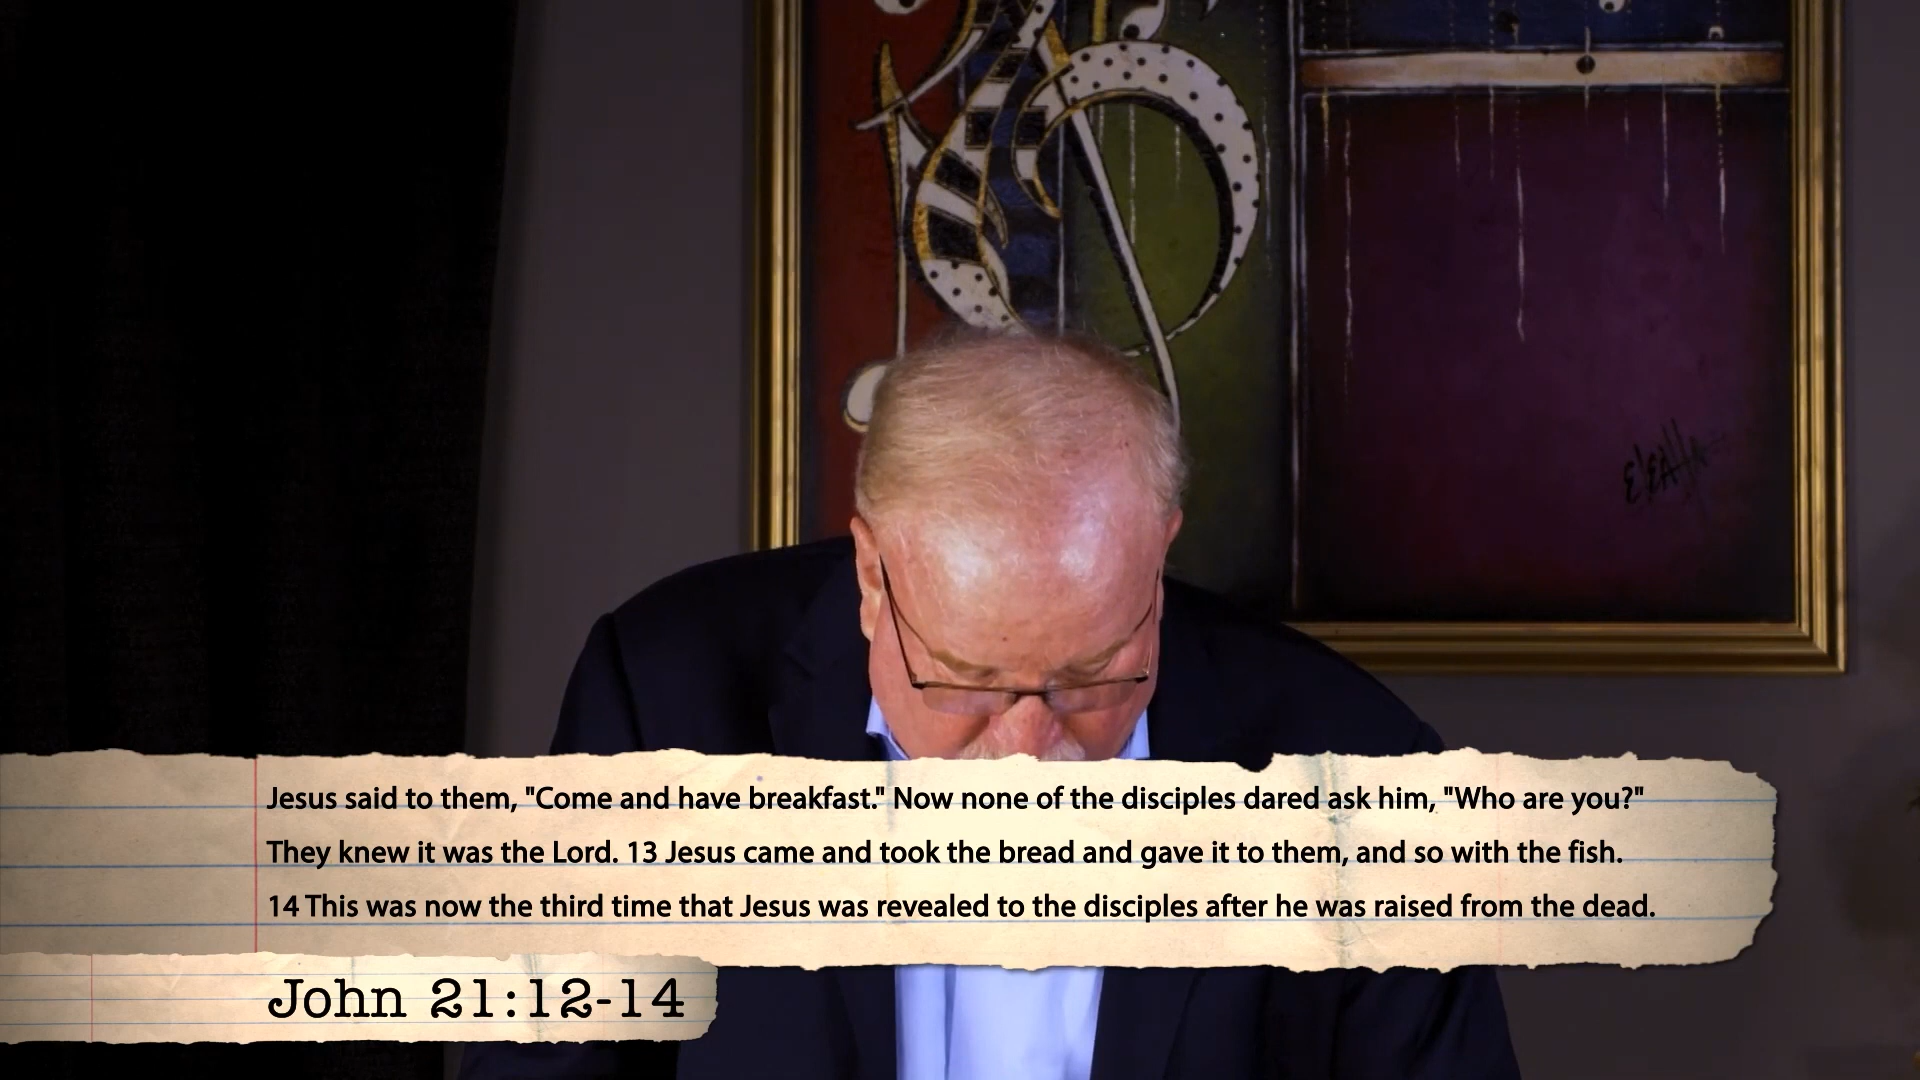 Jesus said to them, "Come and have breakfast." Now none of the disciples dared ask him, "Who are you?"
They knew it was the Lord. 13 Jesus came and took the bread and gave it to them, and so with the fish.
14 This was now the third time that Jesus was revealed to the disciples after he was raised from the dead.
John 21:12-14